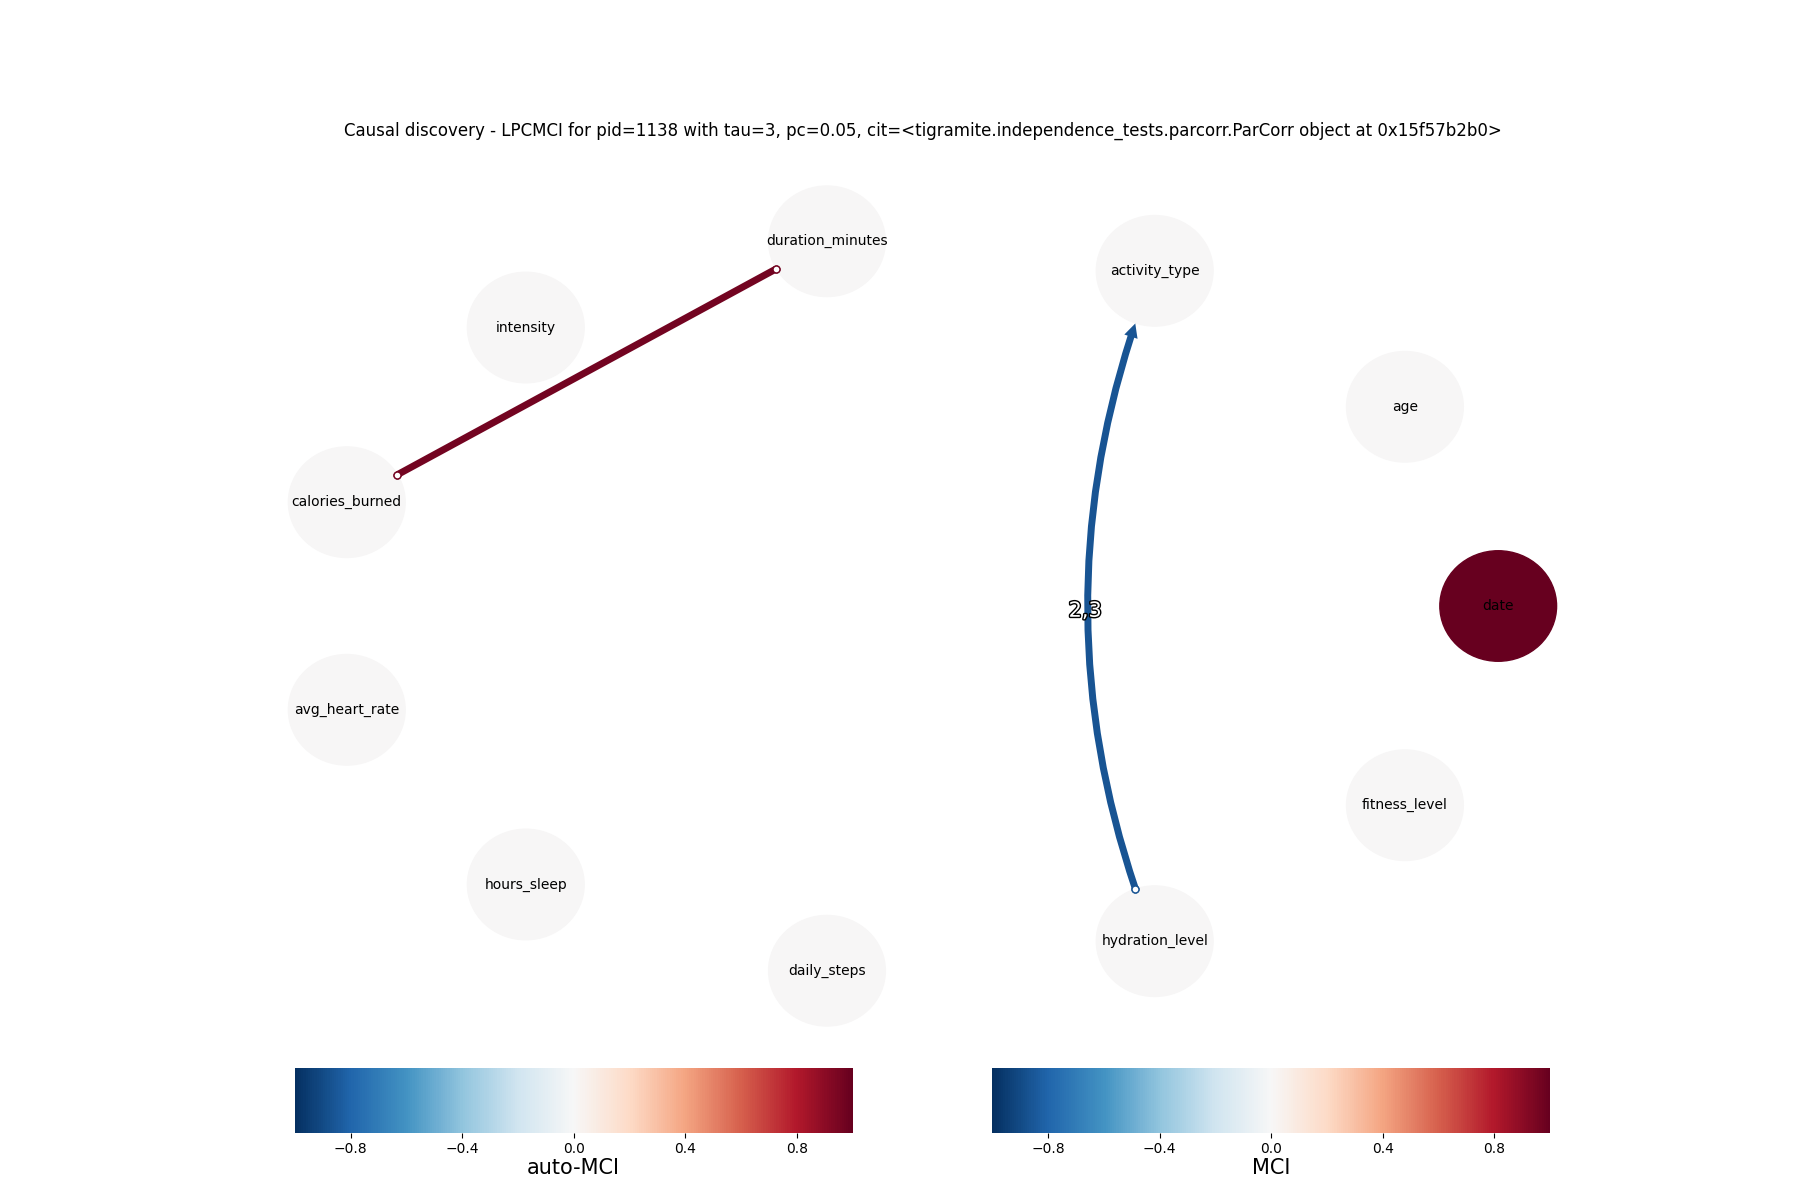 Causal discovery - LPCMCI for pid=1138 with tau=3, pc=0.05, cit=<tigramite.independence_tests.parcorr.ParCorr object at 0x15f57b2b0>
duration_minutes
activity_type
intensity
age
calories_burned
date
2,3
avg_heart_rate
fitness_level
hours_sleep
hydration_level
daily_steps
−0.8 −0.4 0.0 0.4 0.8
auto-MCI
−0.8 −0.4 0.0 0.4 0.8
MCI